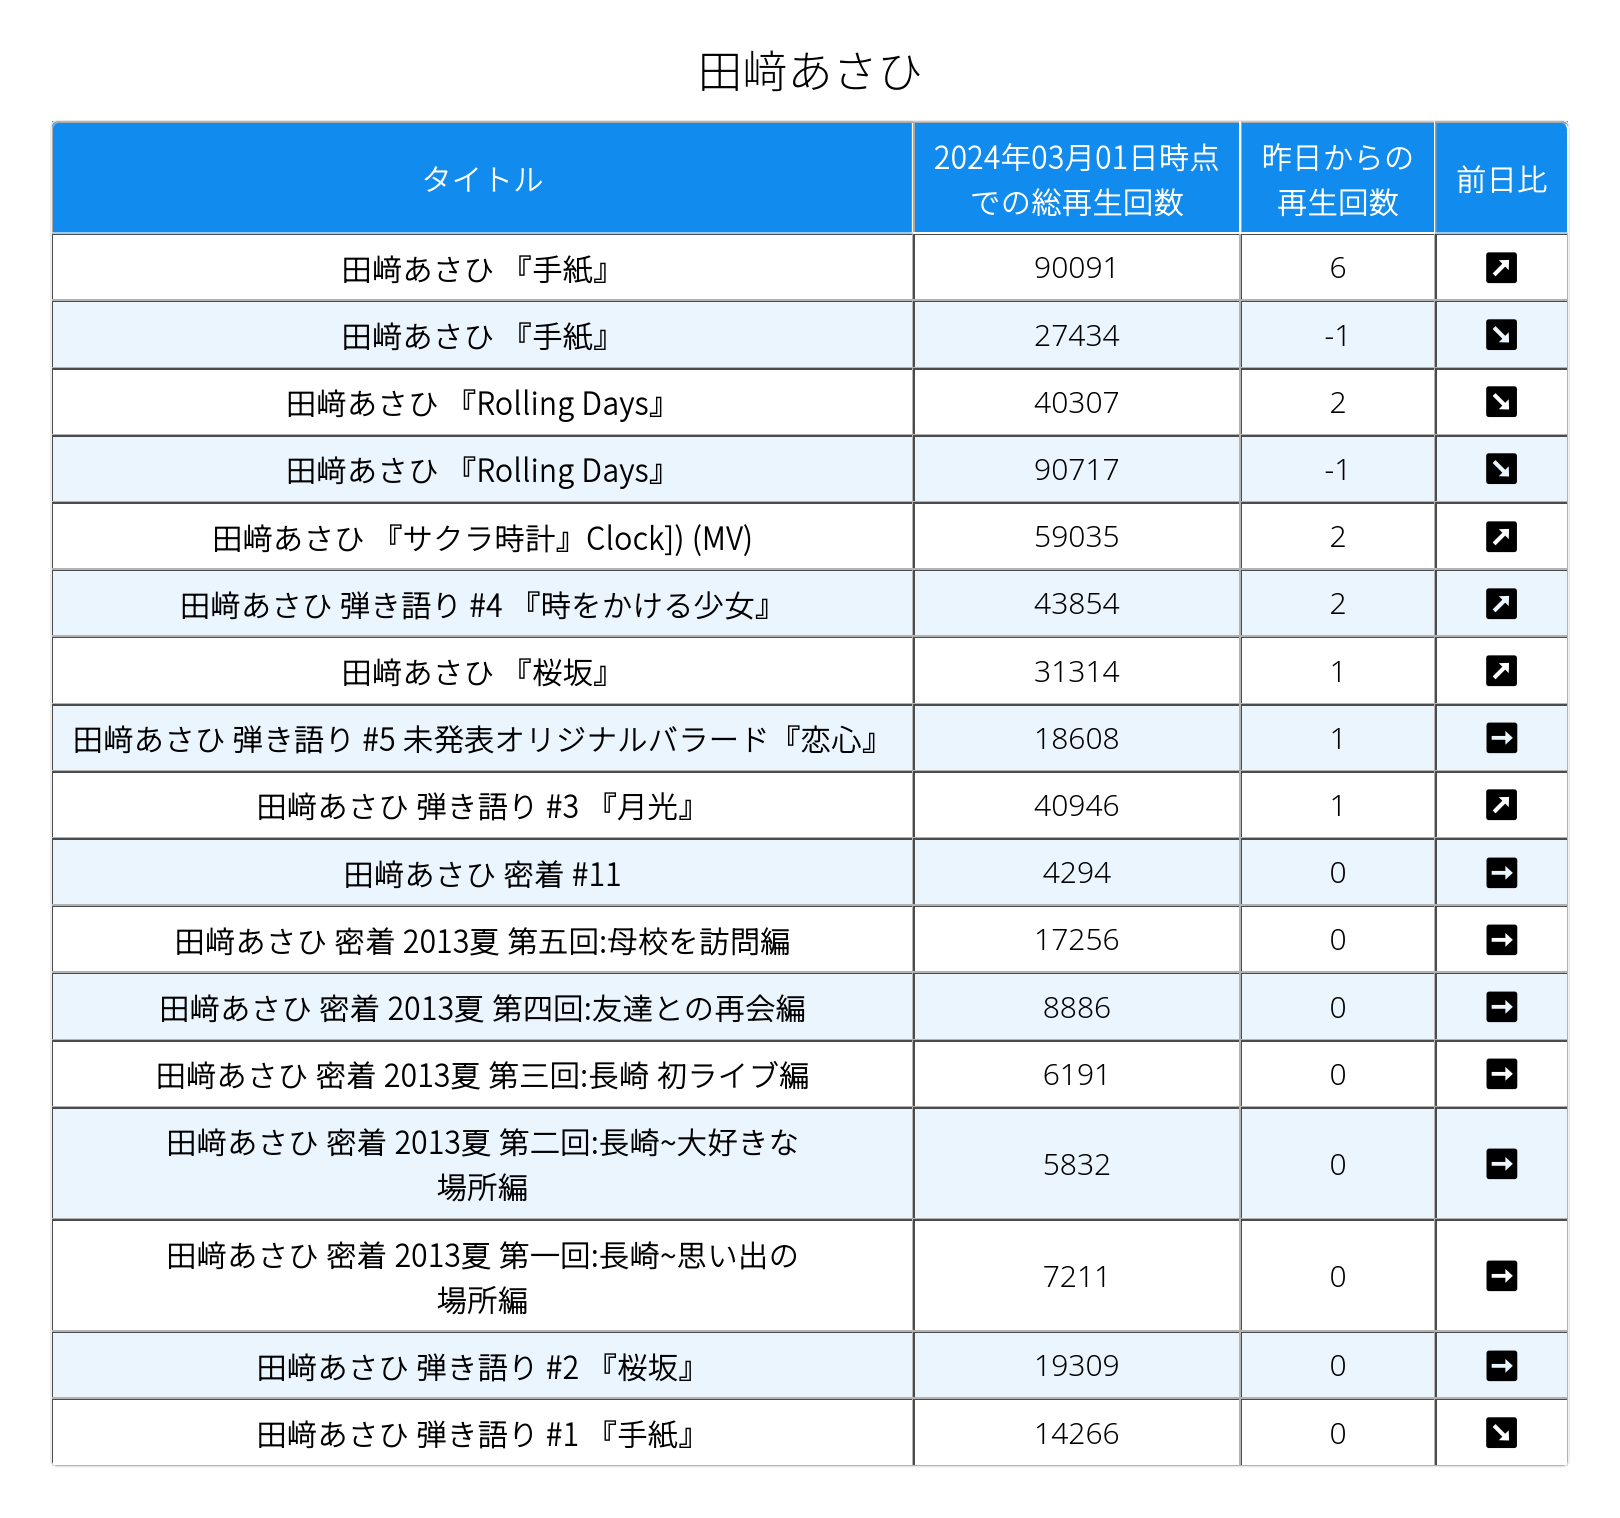 田﨑あさひ
タイトル
2024年03月01日時点
での総再生回数
昨日からの
再生回数
前日比
田﨑あさひ 『手紙』 90091 6
田﨑あさひ 『手紙』 27434 -1
田﨑あさひ 『Rolling Days』 40307 2
田﨑あさひ 『Rolling Days』 90717 -1
田﨑あさひ 『サクラ時計』Clock]) (MV) 59035 2
田﨑あさひ 弾き語り #4 『時をかける少女』 43854 2
田﨑あさひ 『桜坂』 31314 1
田﨑あさひ 弾き語り #5 未発表オリジナルバラード『恋心』 18608 1
田﨑あさひ 弾き語り #3 『月光』 40946 1
田﨑あさひ 密着 #11 4294 0
田﨑あさひ 密着 2013夏 第五回:母校を訪問編 17256 0
田﨑あさひ 密着 2013夏 第四回:友達との再会編 8886 0
田﨑あさひ 密着 2013夏 第三回:長崎 初ライブ編 6191 0
田﨑あさひ 密着 2013夏 第二回:長崎~大好きな
場所編 5832 0
田﨑あさひ 密着 2013夏 第一回:長崎~思い出の
場所編 7211 0
田﨑あさひ 弾き語り #2 『桜坂』 19309 0
田﨑あさひ 弾き語り #1 『手紙』 14266 0